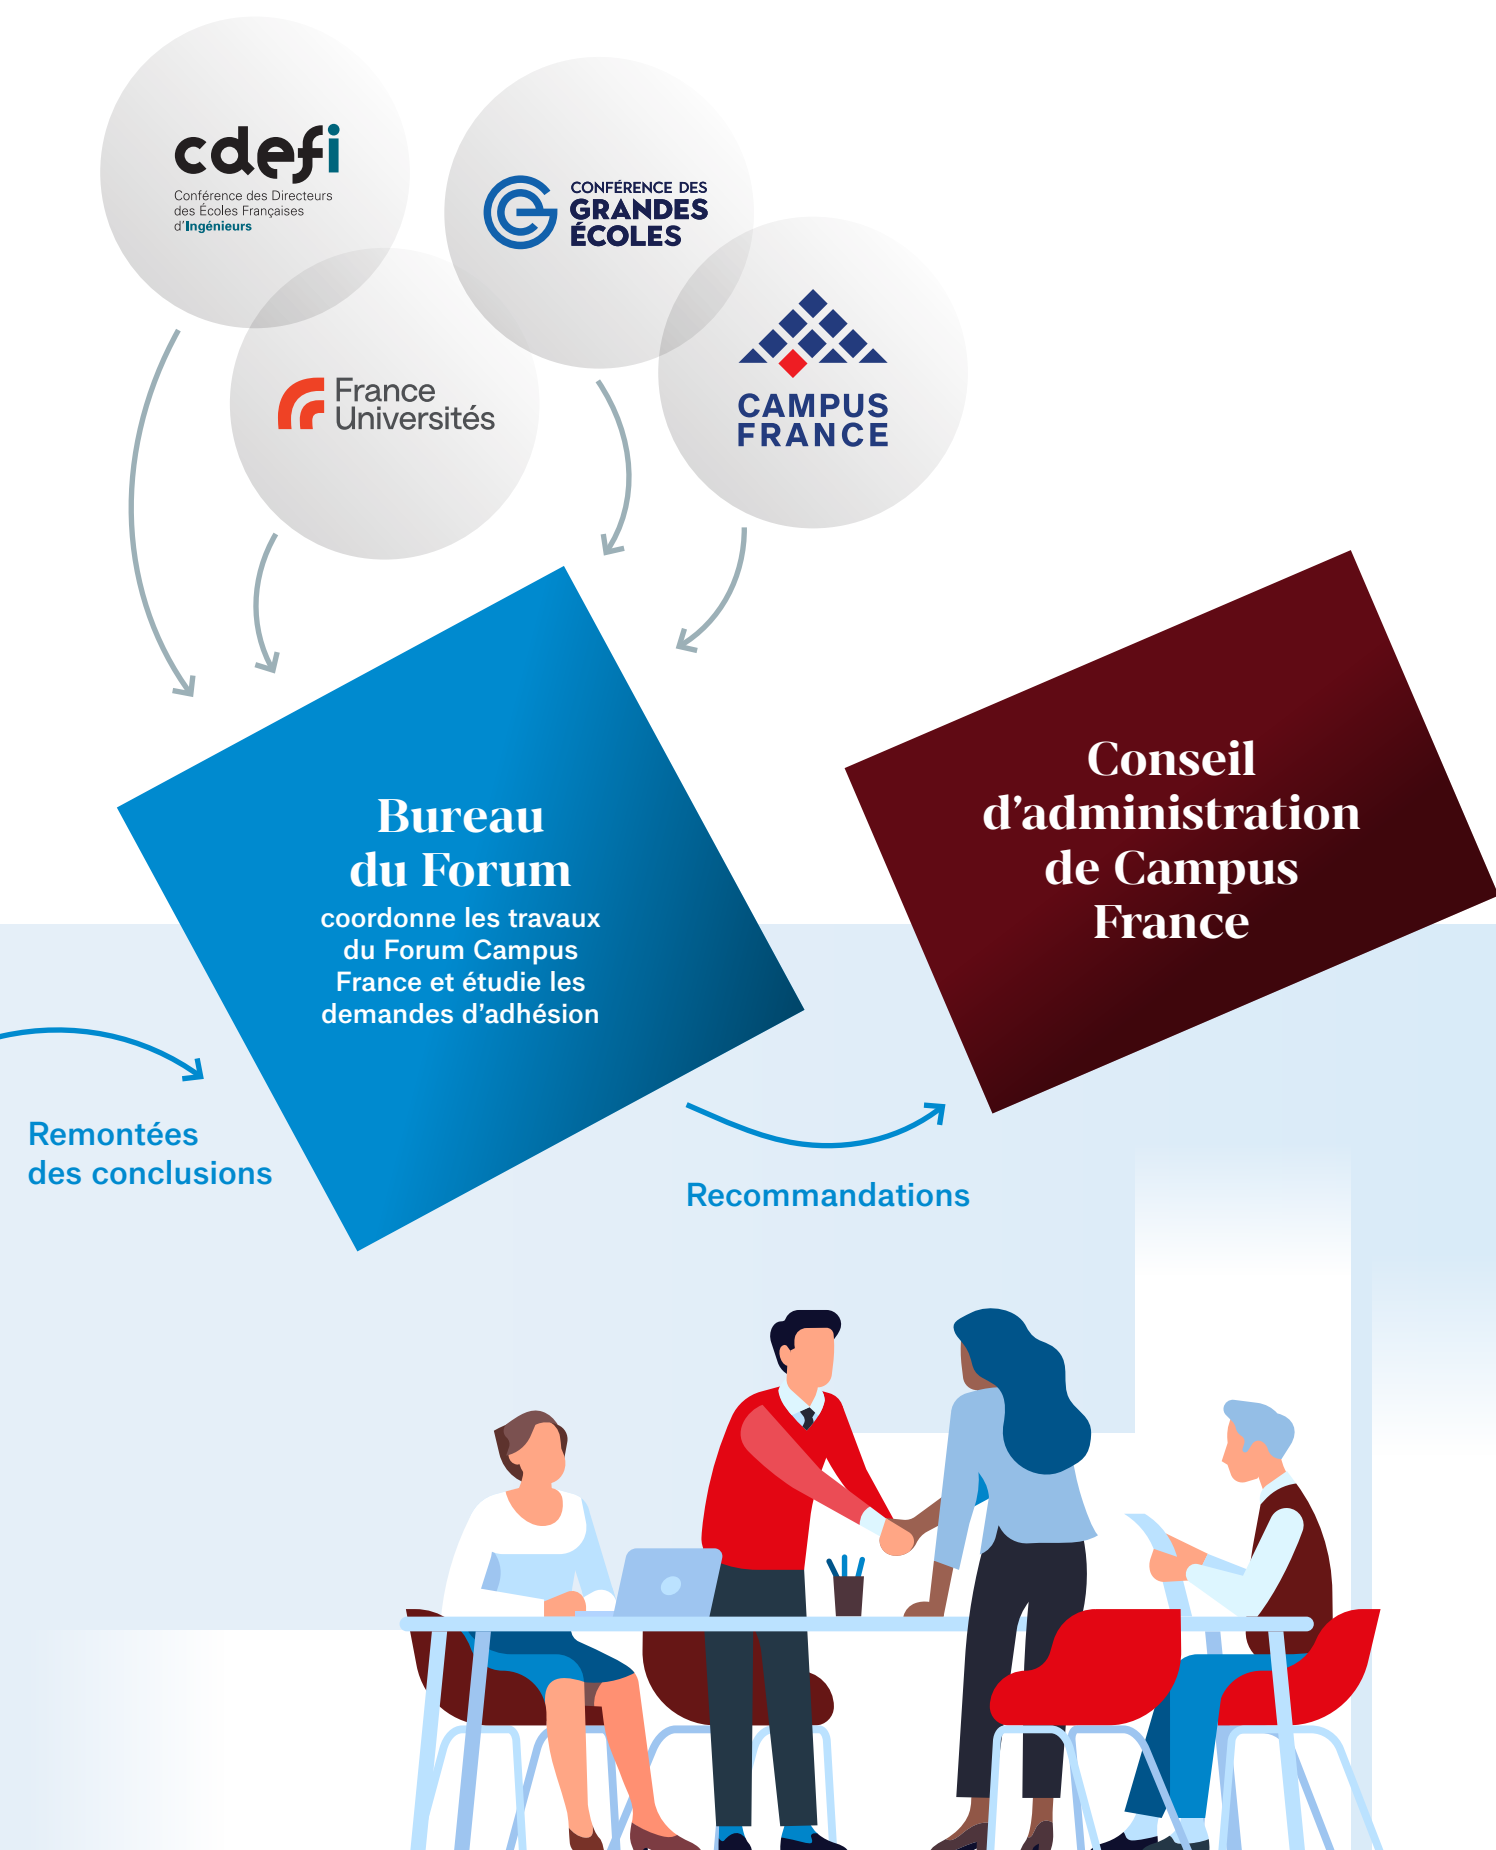 cdefi
Conférence des Directeurs
des Écoles Françaises
d'Ingénieurs
CONFÉRENCE DES
GRANDES
ÉCOLES
France
Universités
CAMPUS
FRANCE
Bureau
du Forum
coordonne les travaux
du Forum Campus
France et étudie les
demandes d’adhésion
Conseil
d’administration
de Campus
France
Remontées
des conclusions
Recommandations